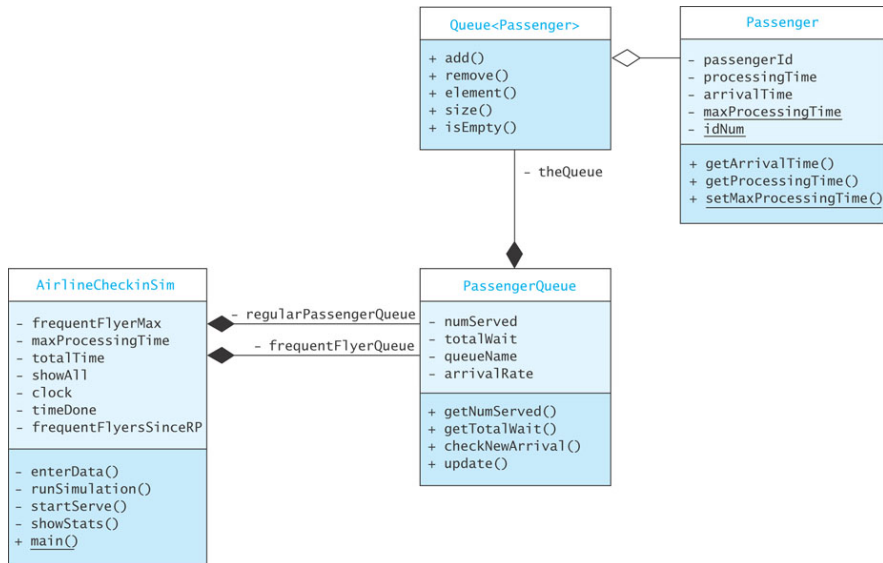 Queue<Passenger>
+ add()
+ remove()
+ element()
+ size()
+ isEmpty()
Passenger
- passengerId
- processingTime
- arrivalTime
- maxProcessingTime
- idNum
+ getArrivalTime()
+ getProcessingTime()
+ setMaxProcessingTime()
- theQueue
AirlineCheckinSim
- frequentFlyerMax
- maxProcessingTime
- totalTime
- showAll
- clock
- timeDone
- frequentFlyersSinceRP
- enterData()
- runSimulation()
- startServe()
- showStats()
+ main()
- regularPassengerQueue
- frequentFlyerQueue
PassengerQueue
- numServed
- totalWait
- queueName
- arrivalRate
+ getNumServed()
+ getTotalWait()
+ checkNewArrival()
+ update()